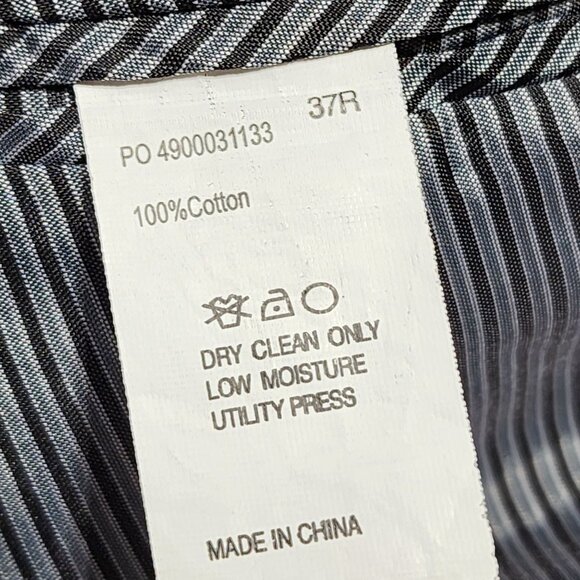 37R
PO 4900031133
100%Cotton
DRY CLEAN ONLY
LOW MOISTURE
UTILITY PRESS
MADE IN CHINA